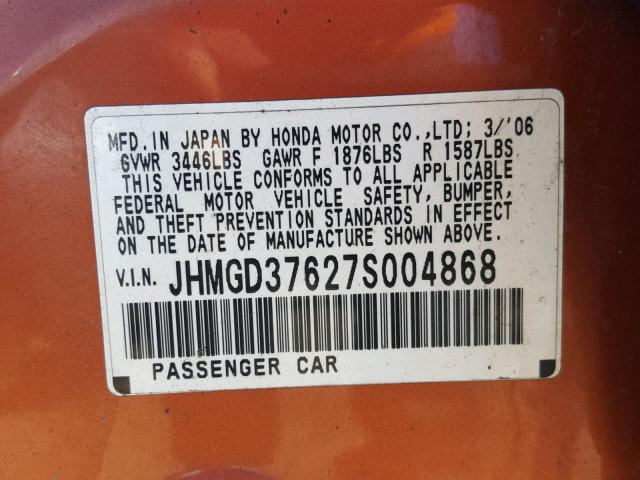 MFD.IN JAPAN BY HONDA MOTOR CO.,LTD; 3/'06
GVWR 3446LBS GAWR F 1876LBS R 1587LBS
THIS VEHICLE CONFORMS TO ALL APPLICABLE
FEDERAL MOTOR VEHICLE SAFETY, BUMPER,
AND THEFT PREVENTION STANDARDS IN EFFECT
ON THE DATE OF MANUFACTURE SHOWN ABOVE.
V.I.N. JHMGD37627S004868
PASSENGER CAR